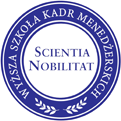 WYŻSZA SZKOŁA KADR MENEDŻERSKICH
SCIENTIA
NOBILITAT